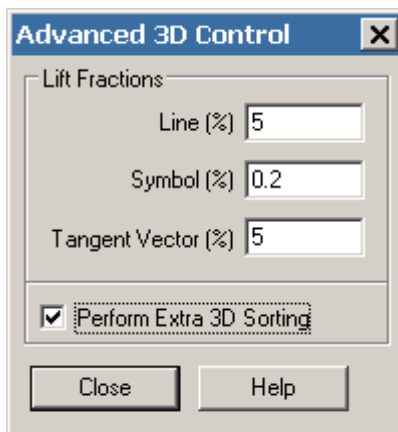 Advanced 3D Control
Lift Fractions
Line (%) 5
Symbol (%) 0.2
Tangent Vector (%) 5
Perform Extra 3D Sorting
Close Help